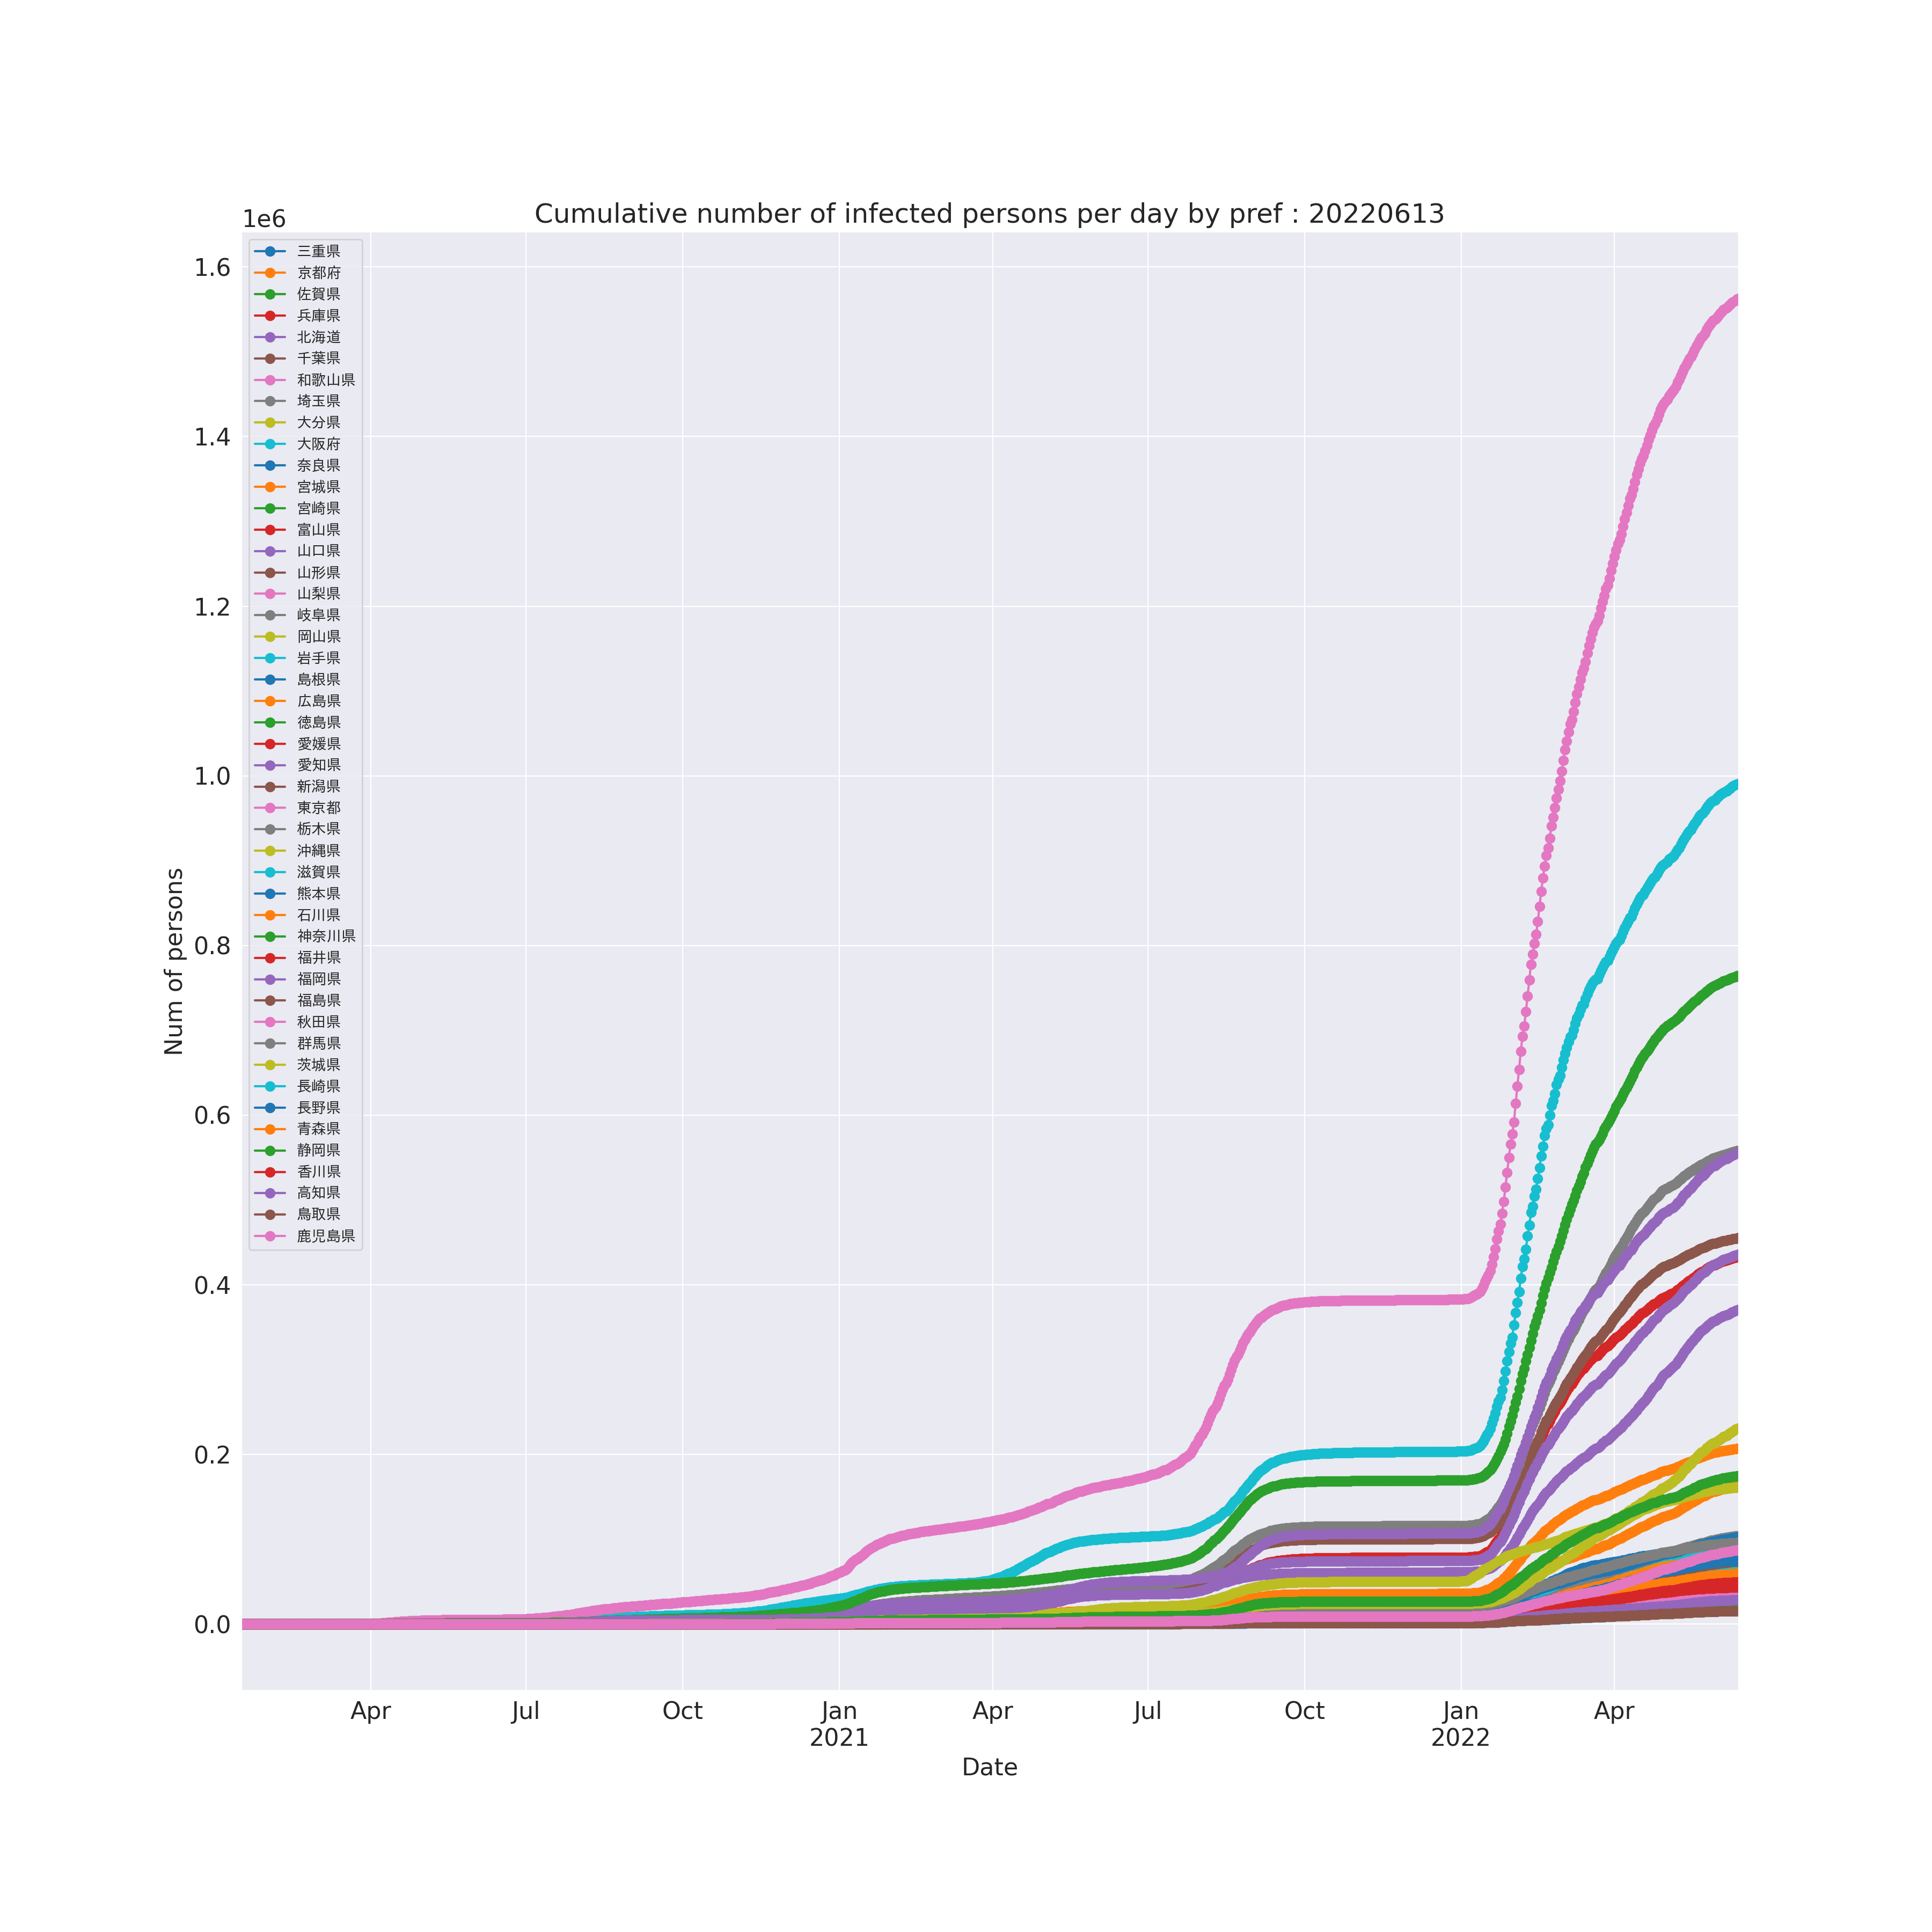 Cumulative number of infected persons per day by pref : 20220613
1e6
1.6
1.4
1.2
1.0
0.8
0.6
0.4
0.2
0.0
Num of persons
三重県
京都府
佐賀県
兵庫県
北海道
千葉県
和歌山県
埼玉県
大分県
大阪府
奈良県
宮城県
宮崎県
富山県
山口県
山形県
山梨県
岐阜県
岡山県
岩手県
島根県
広島県
徳島県
愛媛県
愛知県
新潟県
東京都
栃木県
沖縄県
滋賀県
熊本県
石川県
神奈川県
福井県
福岡県
福島県
秋田県
群馬県
茨城県
長崎県
長野県
青森県
静岡県
香川県
高知県
鳥取県
鹿児島県
Apr Jul Oct Jan Apr Jul Oct Jan Apr
2021 2022
Date